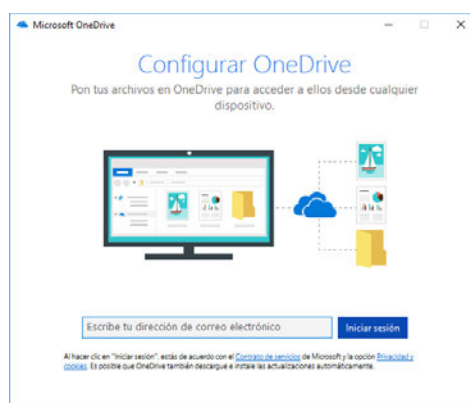 Microsoft OneDrive
Configurar OneDrive
Pon tus archivos en OneDrive para acceder a ellos desde cualquier
dispositivo.
Escribe tu dirección de correo electrónico
Iniciar sesión
Al hacer clic en "Iniciar sesión", estás de acuerdo con el Contrato de servicios de Microsoft y la opción Privacidad y
cookies. Es posible que OneDrive también descargue e instale las actualizaciones automáticamente.